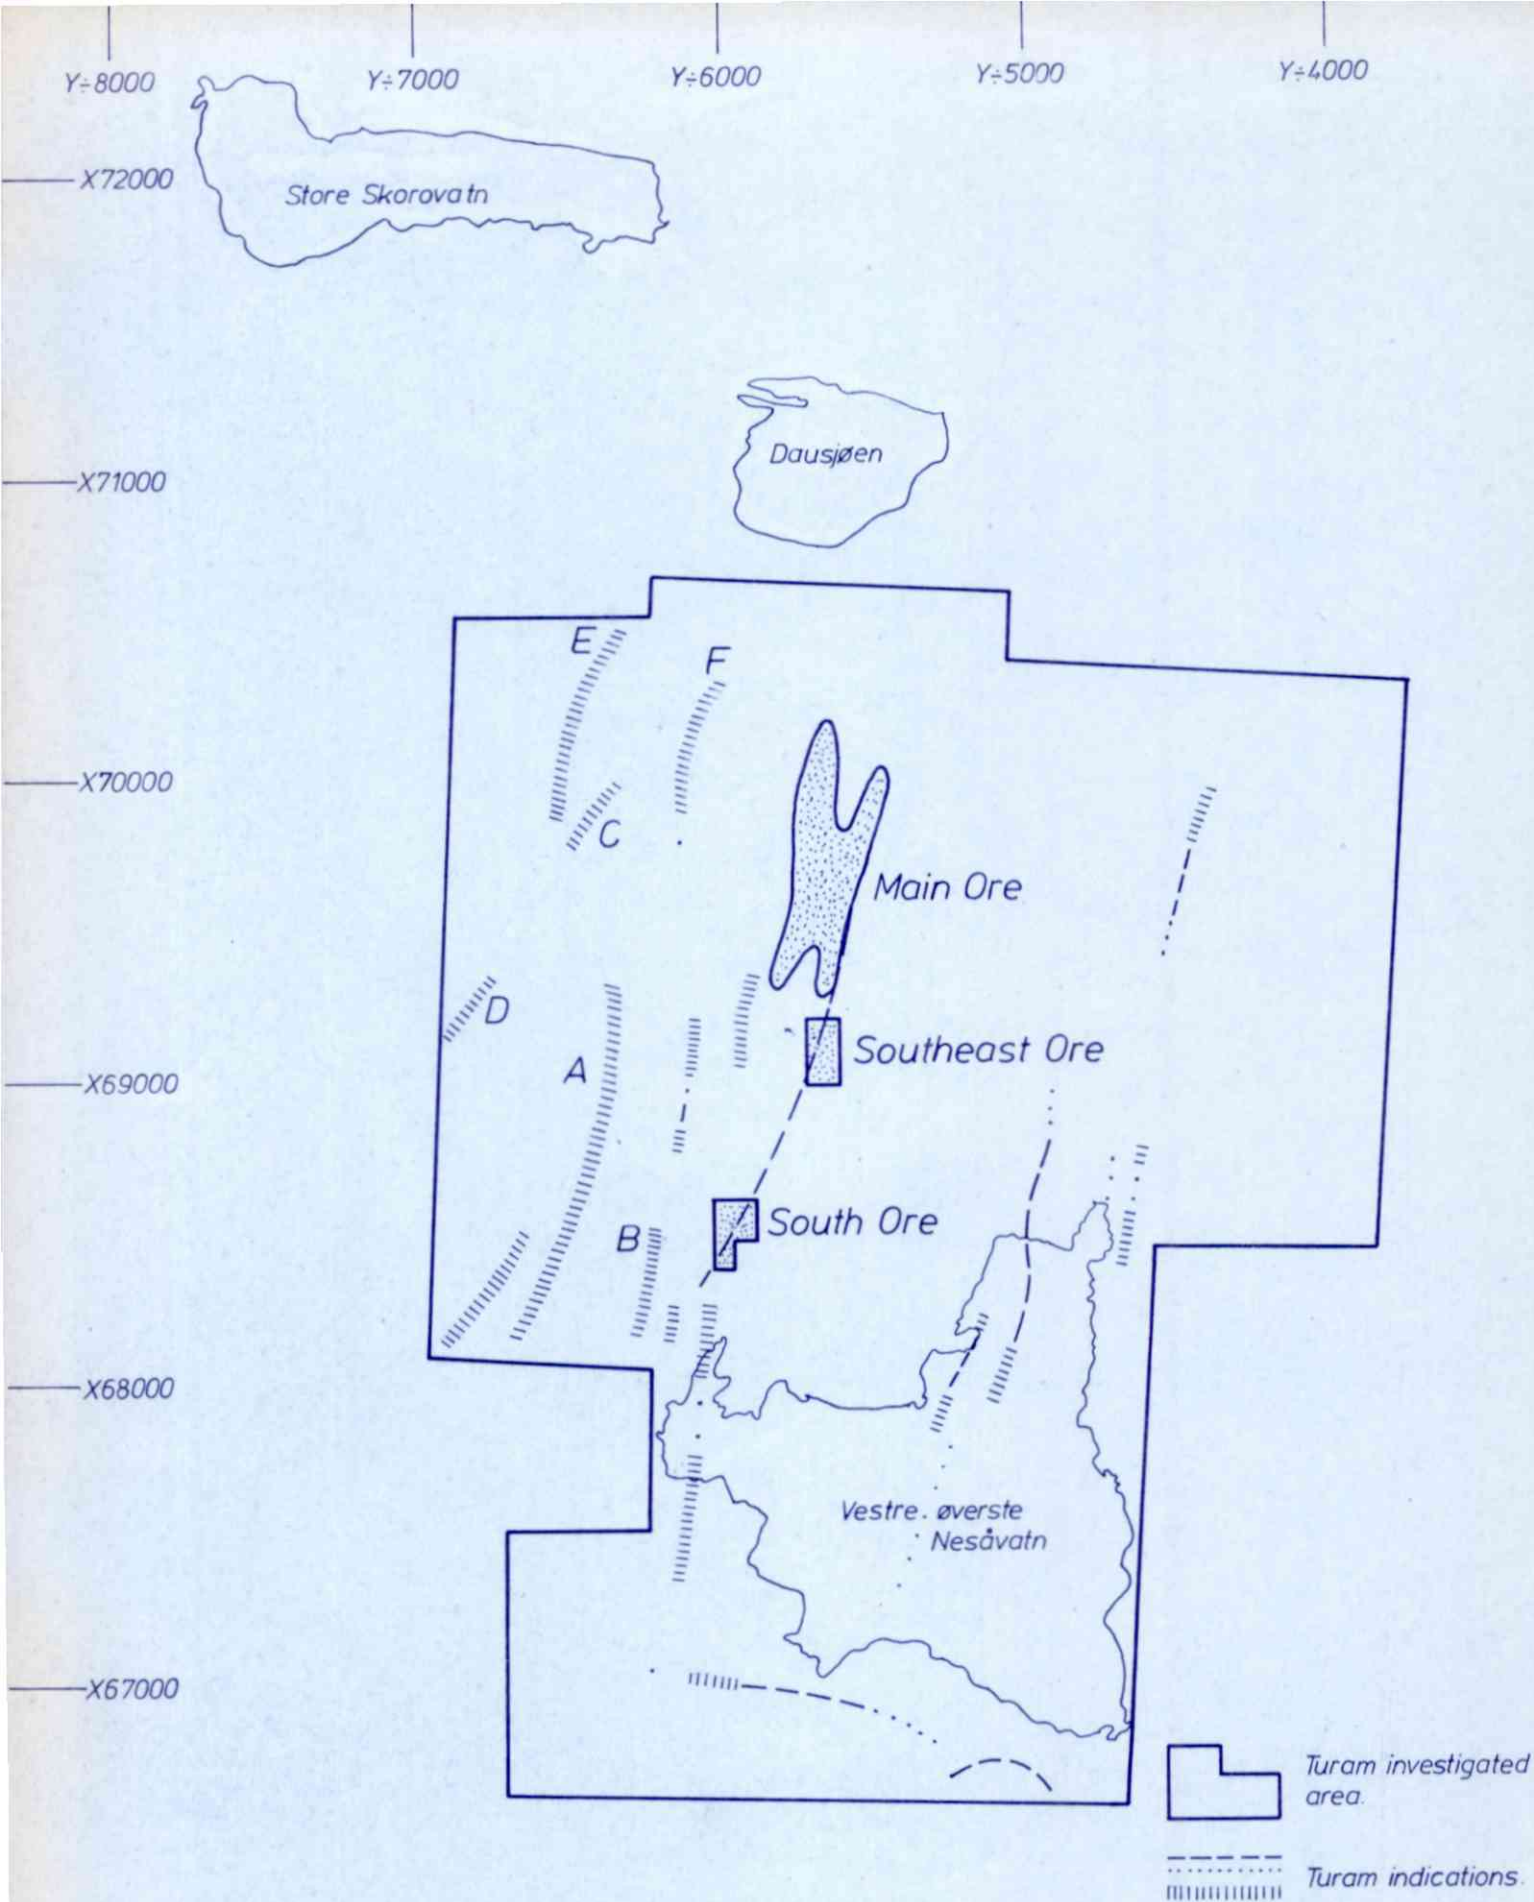 Y÷8000
Y÷7000
Y÷6000
Y÷5000
Y÷4000
X72000
Store Skorovatn
Dausjøen
X71000
E
F
X70000
C
Main Ore
D
A
Southeast Ore
X69000
B
South Ore
X68000
Vestre. øverste
Nesåvatn
X67000
Turam investigated
area.
Turam indications.